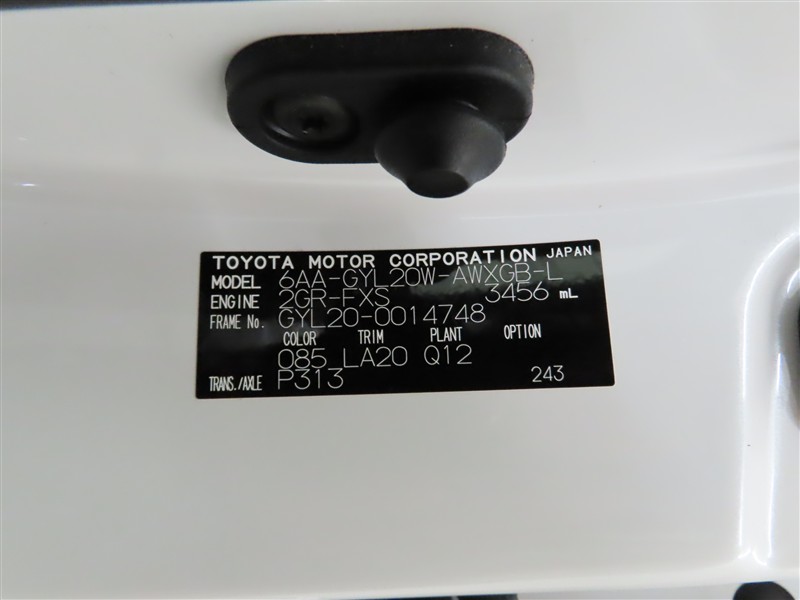 TOYOTA MOTOR CORPORATION JAPAN
MODEL 6AA-GYL20W-AWXGB-L
ENGINE 2GR-FXS 3456 mL
FRAME No. GYL20-0014748
COLOR TRIM PLANT OPTION
085 LA20 Q12
TRANS./AXLE P313 243